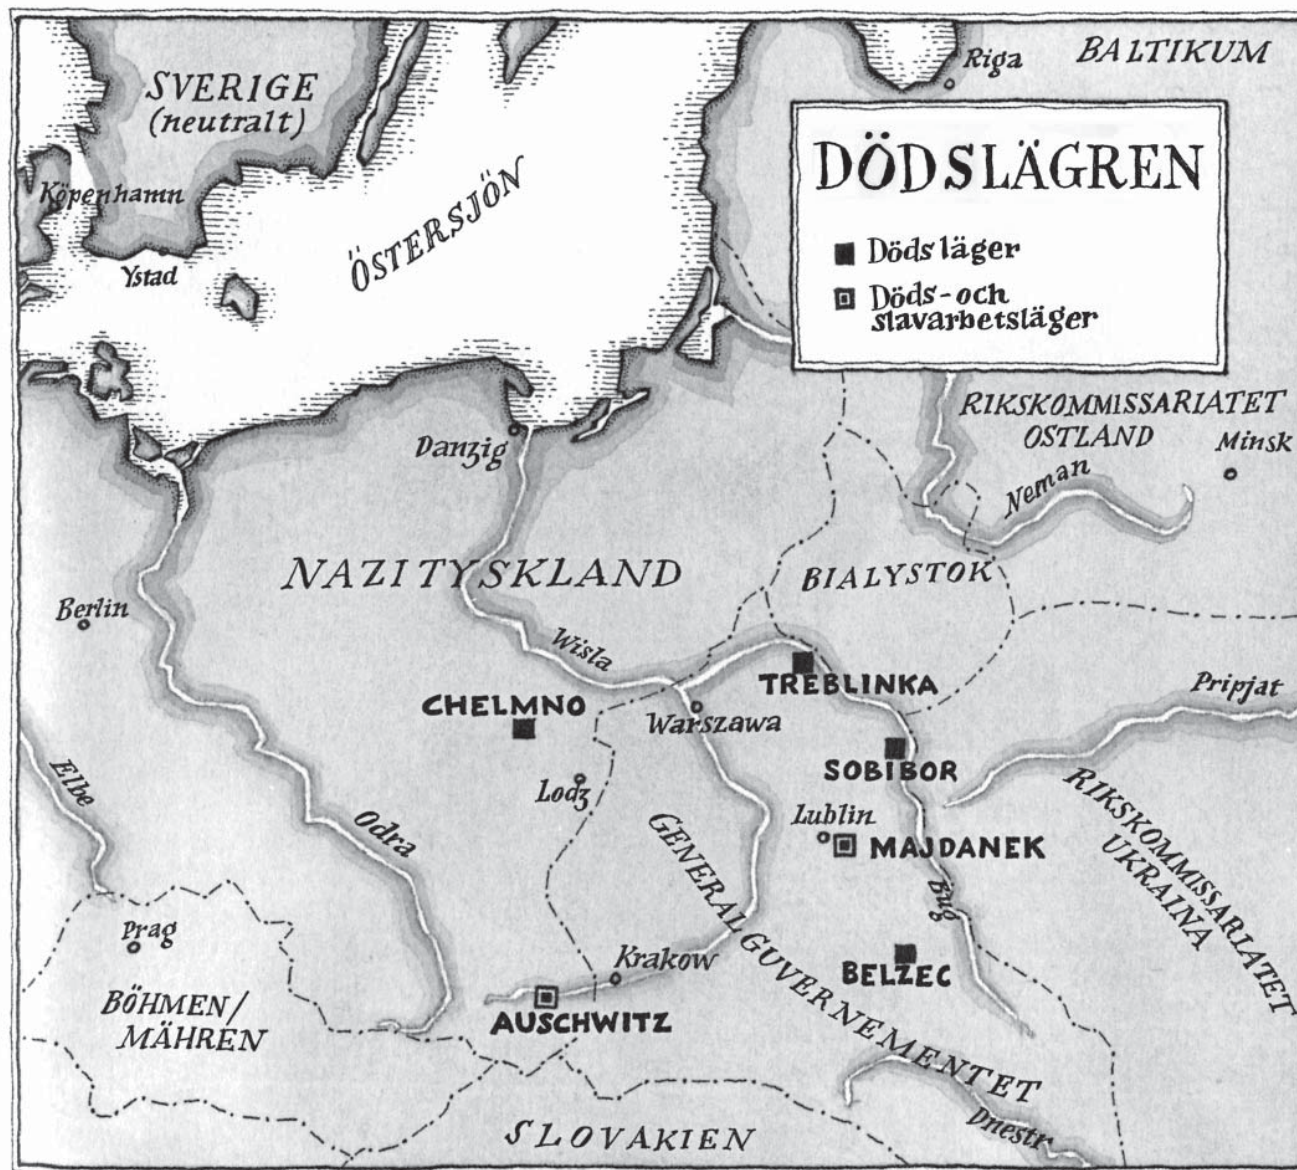 SVERIGE
(neutralt)
Köpenhamn
Ystad
ÖSTERSJÖN
Riga
BALTIKUM
DÖDSLÄGREN
Dödsläger
Döds-och
slavarbetsläger
RIKSKOMMISSARIATET
OSTLAND
Minsk
Neman
Danzig
NAZITYSKLAND
BIALYSTOK
Berlin
Wisla
TREBLINKA
Pripjat
CHELMNO
Warszawa
SOBIBOR
Elbe
Lodz
Odra
Lublin
MAJDANEK
RIKSKOMMISSARIATET
UKRAINA
GENERALGUVERNEMENTET
Bug
Prag
Krakow
BELZEC
BÖHMEN/
MÄHREN
AUSCHWITZ
Dnestr
SLOVAKIEN